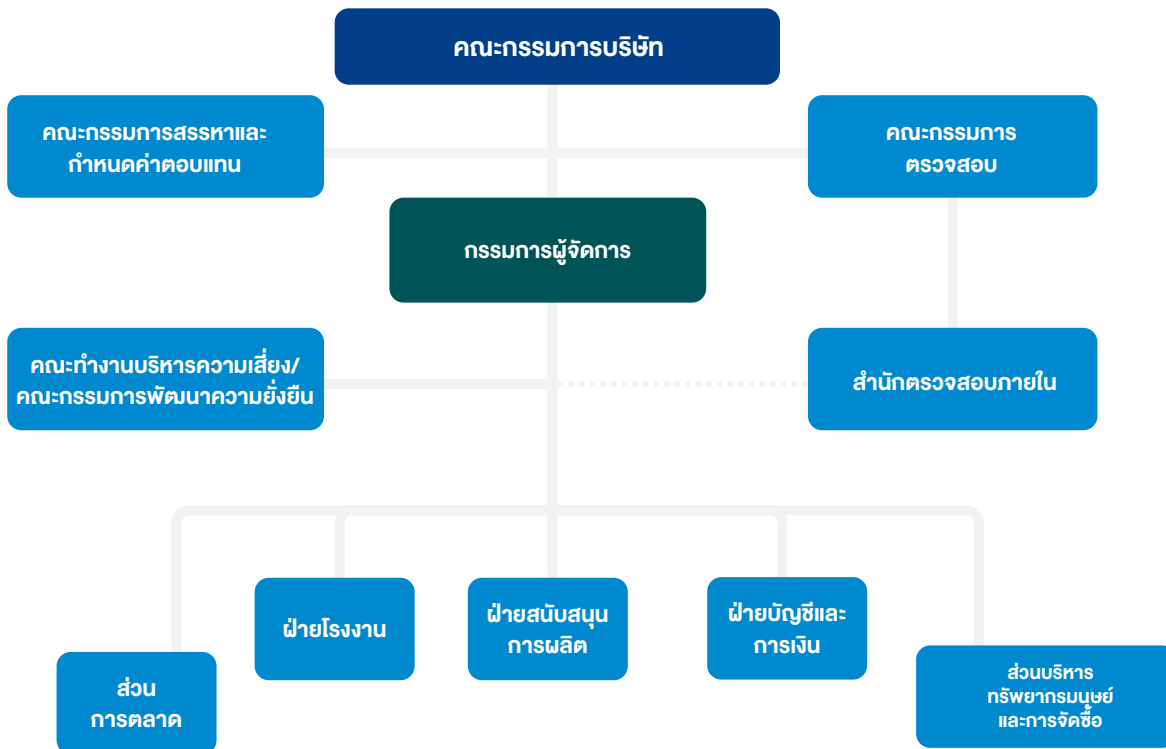 คณะกรรมการบริษัท
คณะกรรมการสรรหาและ
กำหนดค่าตอบแทน
คณะกรรมการ
ตรวจสอบ
กรรมการผู้จัดการ
คณะทำงานบริหารความเสี่ยง/
คณะกรรมการพัฒนาความยั่งยืน
สำนักตรวจสอบภายใน
ส่วน
การตลาด
ฝ่ายโรงงาน
ฝ่ายสนับสนุน
การผลิต
ฝ่ายบัญชีและ
การเงิน
ส่วนบริหาร
ทรัพยากรมนุษย์
และการจัดซื้อ